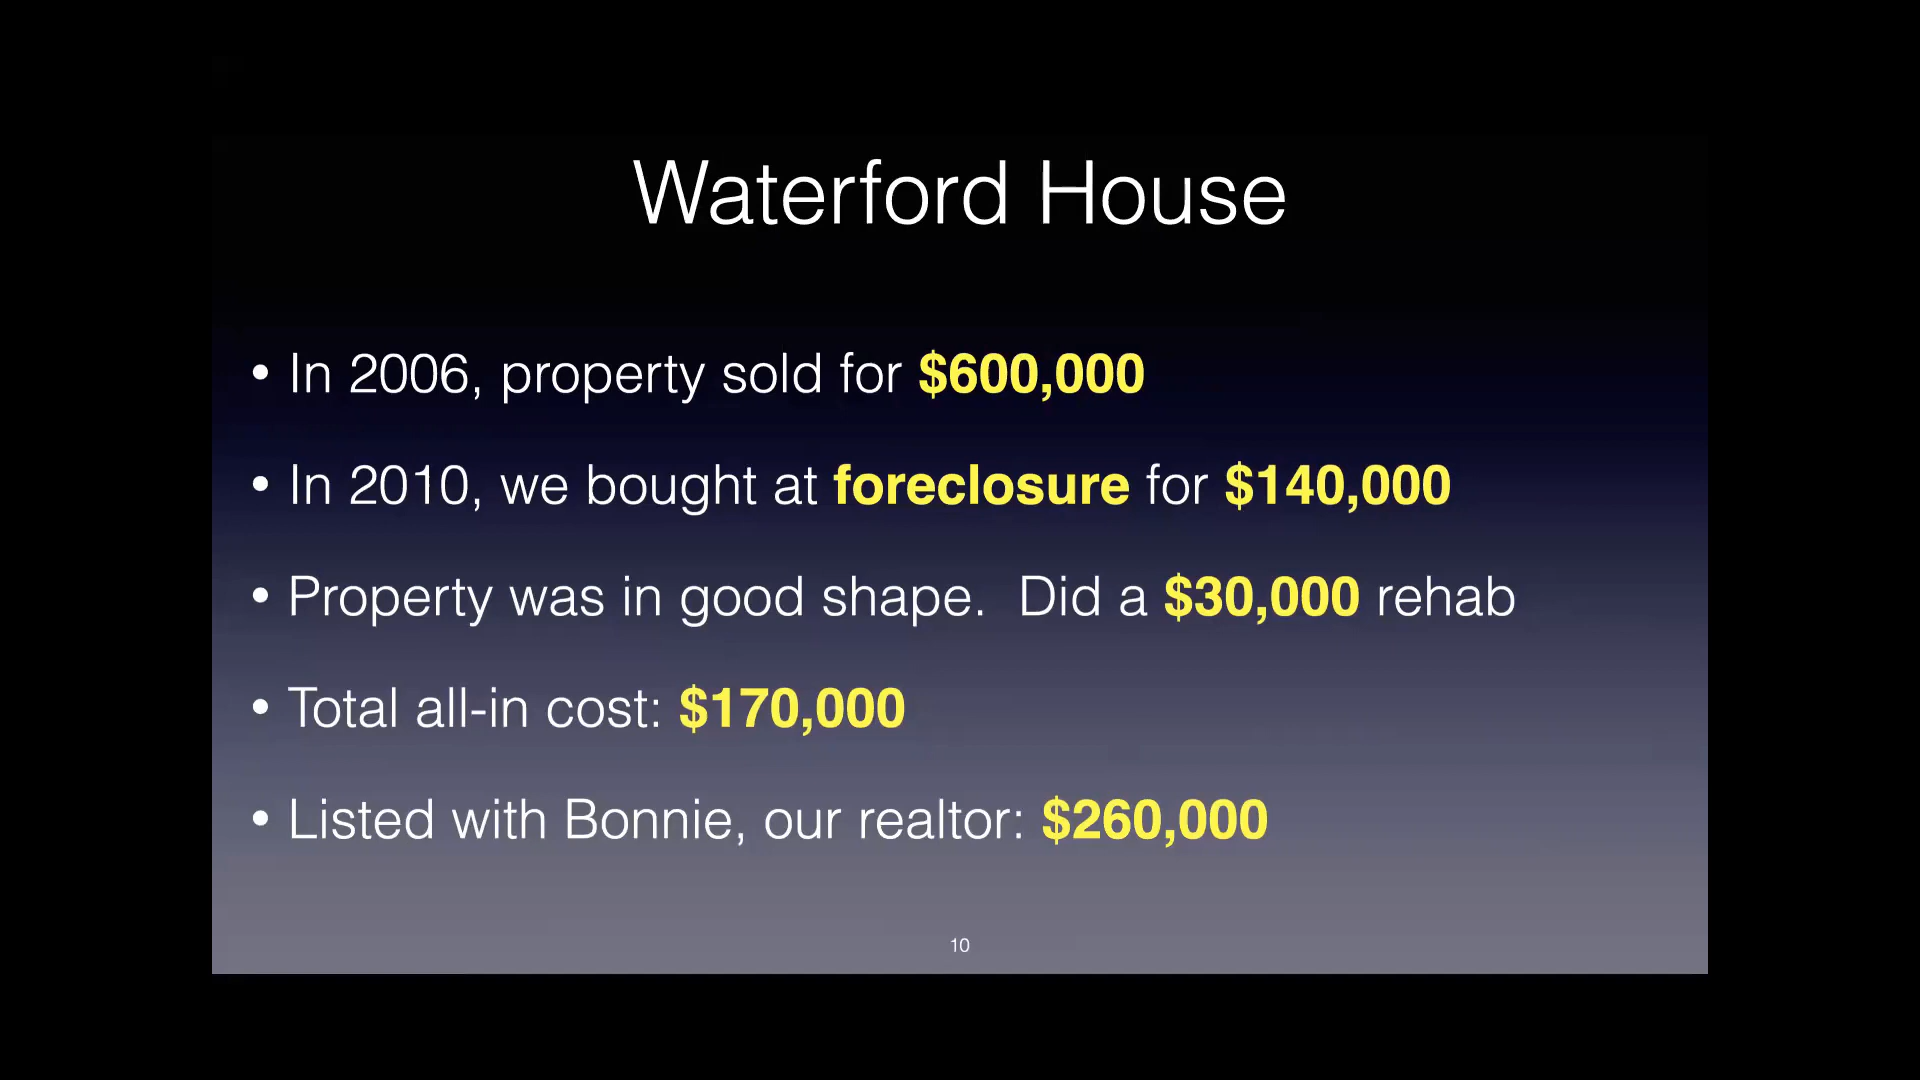 Waterford House
• In 2006, property sold for $600,000
• In 2010, we bought at foreclosure for $140,000
• Property was in good shape.  Did a $30,000 rehab
• Total all-in cost: $170,000
• Listed with Bonnie, our realtor: $260,000
10